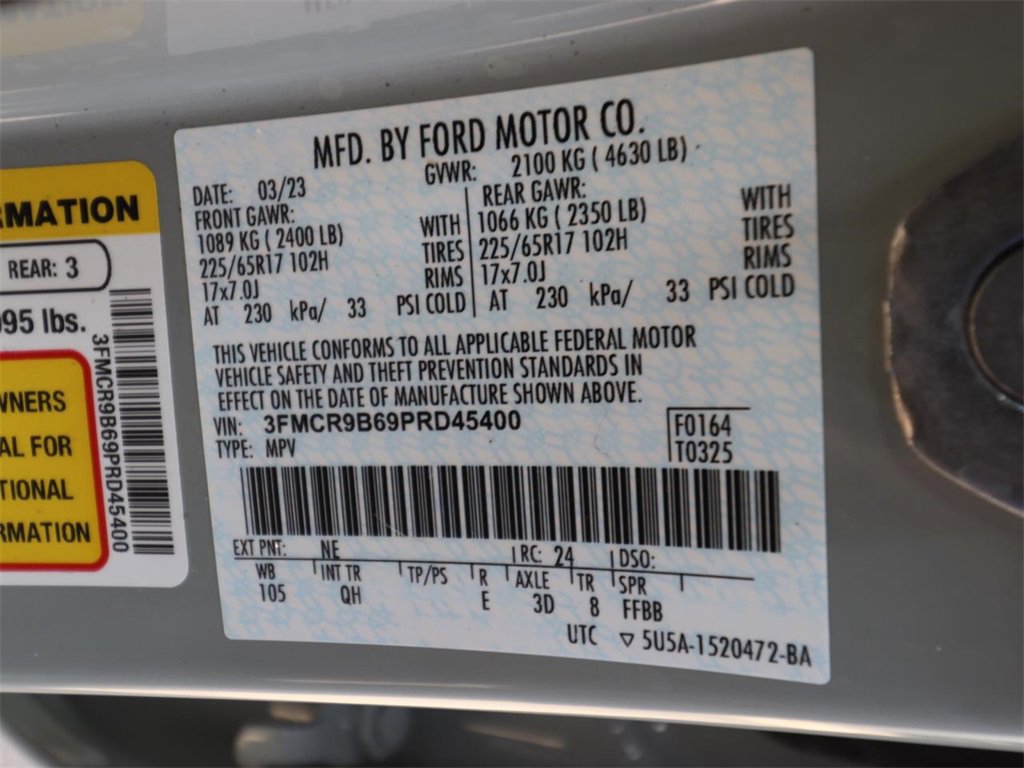 MFD. BY FORD MOTOR CO.
DATE: 03/23 GVWR: 2100 KG ( 4630 LB)
FRONT GAWR: REAR GAWR:
1089 KG ( 2400 LB) WITH 1066 KG ( 2350 LB) WITH
225/65R17 102H TIRES 225/65R17 102H TIRES
17x7.0J RIMS 17x7.0J RIMS
AT 230 kPa/ 33 PSI COLD AT 230 kPa/ 33 PSI COLD
THIS VEHICLE CONFORMS TO ALL APPLICABLE FEDERAL MOTOR
VEHICLE SAFETY AND THEFT PREVENTION STANDARDS IN
EFFECT ON THE DATE OF MANUFACTURE SHOWN ABOVE.
VIN: 3FMCR9B69PRD45400 F0164
TYPE: MPV T0325
EXT PNT: NE RC: 24 DSO:
WB INT TR TP/PS R AXLE TR SPR
105 QH E 3D 8 FFBB
UTC ▽ 5U5A-1520472-BA
RMATION
REAR: 3
95 lbs.
3FMCR9B69PRD45400
WNERS
AL FOR
TIONAL
RMATION